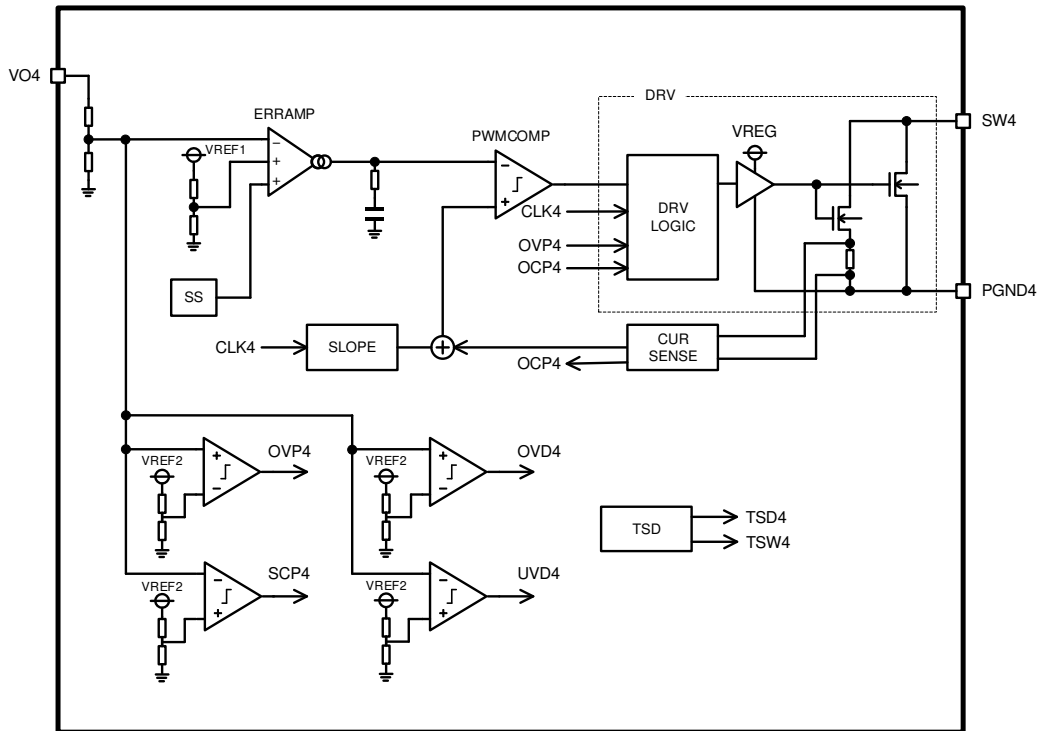 VO4
ERRAMP
VREF1
−
+
+
SS
PWMCOMP
−
+
DRV
VREG
DRV
LOGIC
CLK4
OVP4
OCP4
SW4
PGND4
CLK4
SLOPE
+
CUR
SENSE
OCP4
VREF2
+
−
OVP4
VREF2
+
−
OVD4
VREF2
−
+
SCP4
VREF2
−
+
UVD4
TSD
TSD4
TSW4